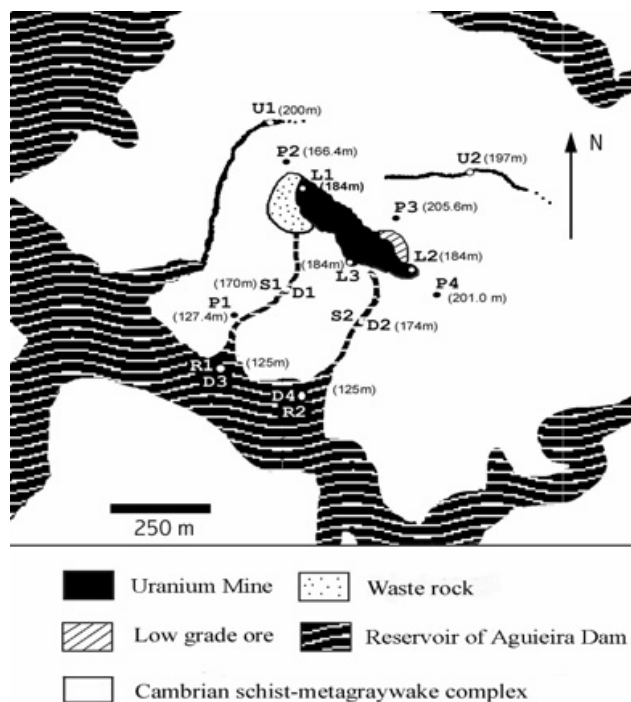 U1 (200m)
N
P2 (166.4m)
U2 (197m)
L1
(184m)
P3 (205.6m)
L2 (184m)
(184m)
L3
(170m) S1
D1
P4
(201.0 m)
P1
(127.4m)
S2
D2 (174m)
R1 (125m)
D3
D4 (125m)
R2
250 m
Uranium Mine
Waste rock
Low grade ore
Reservoir of Aguieira Dam
Cambrian schist-metagraywake complex